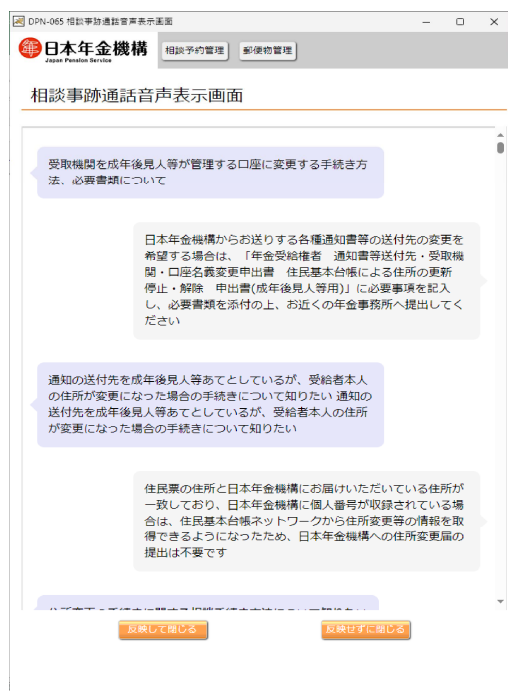 DPN-065 相談事跡通話音声表示画面
日本年金機構
Japan Pension Service
相談予約管理
郵便物管理
相談事跡通話音声表示画面
受取機関を成年後見人等が管理する口座に変更する手続き方
法、必要書類について
日本年金機構からお送りする各種通知書等の送付先の変更を
希望する場合は、「年金受給権者　通知書等送付先・受取機
関・口座名義変更申出書　住民基本台帳による住所の更新
停止・解除　申出書(成年後見人等用)」に必要事項を記入
し、必要書類を添付の上、お近くの年金事務所へ提出してく
ださい
通知の送付先を成年後見人等あてとしているが、受給者本人
の住所が変更になった場合の手続きについて知りたい 通知の
送付先を成年後見人等あてとしているが、受給者本人の住所
が変更になった場合の手続きについて知りたい
住民票の住所と日本年金機構にお届けいただいている住所が
一致しており、日本年金機構に個人番号が収録されている場
合は、住民基本台帳ネットワークから住所変更等の情報を取
得できるようになったため、日本年金機構への住所変更届の
提出は不要です
反映して閉じる
反映せずに閉じる